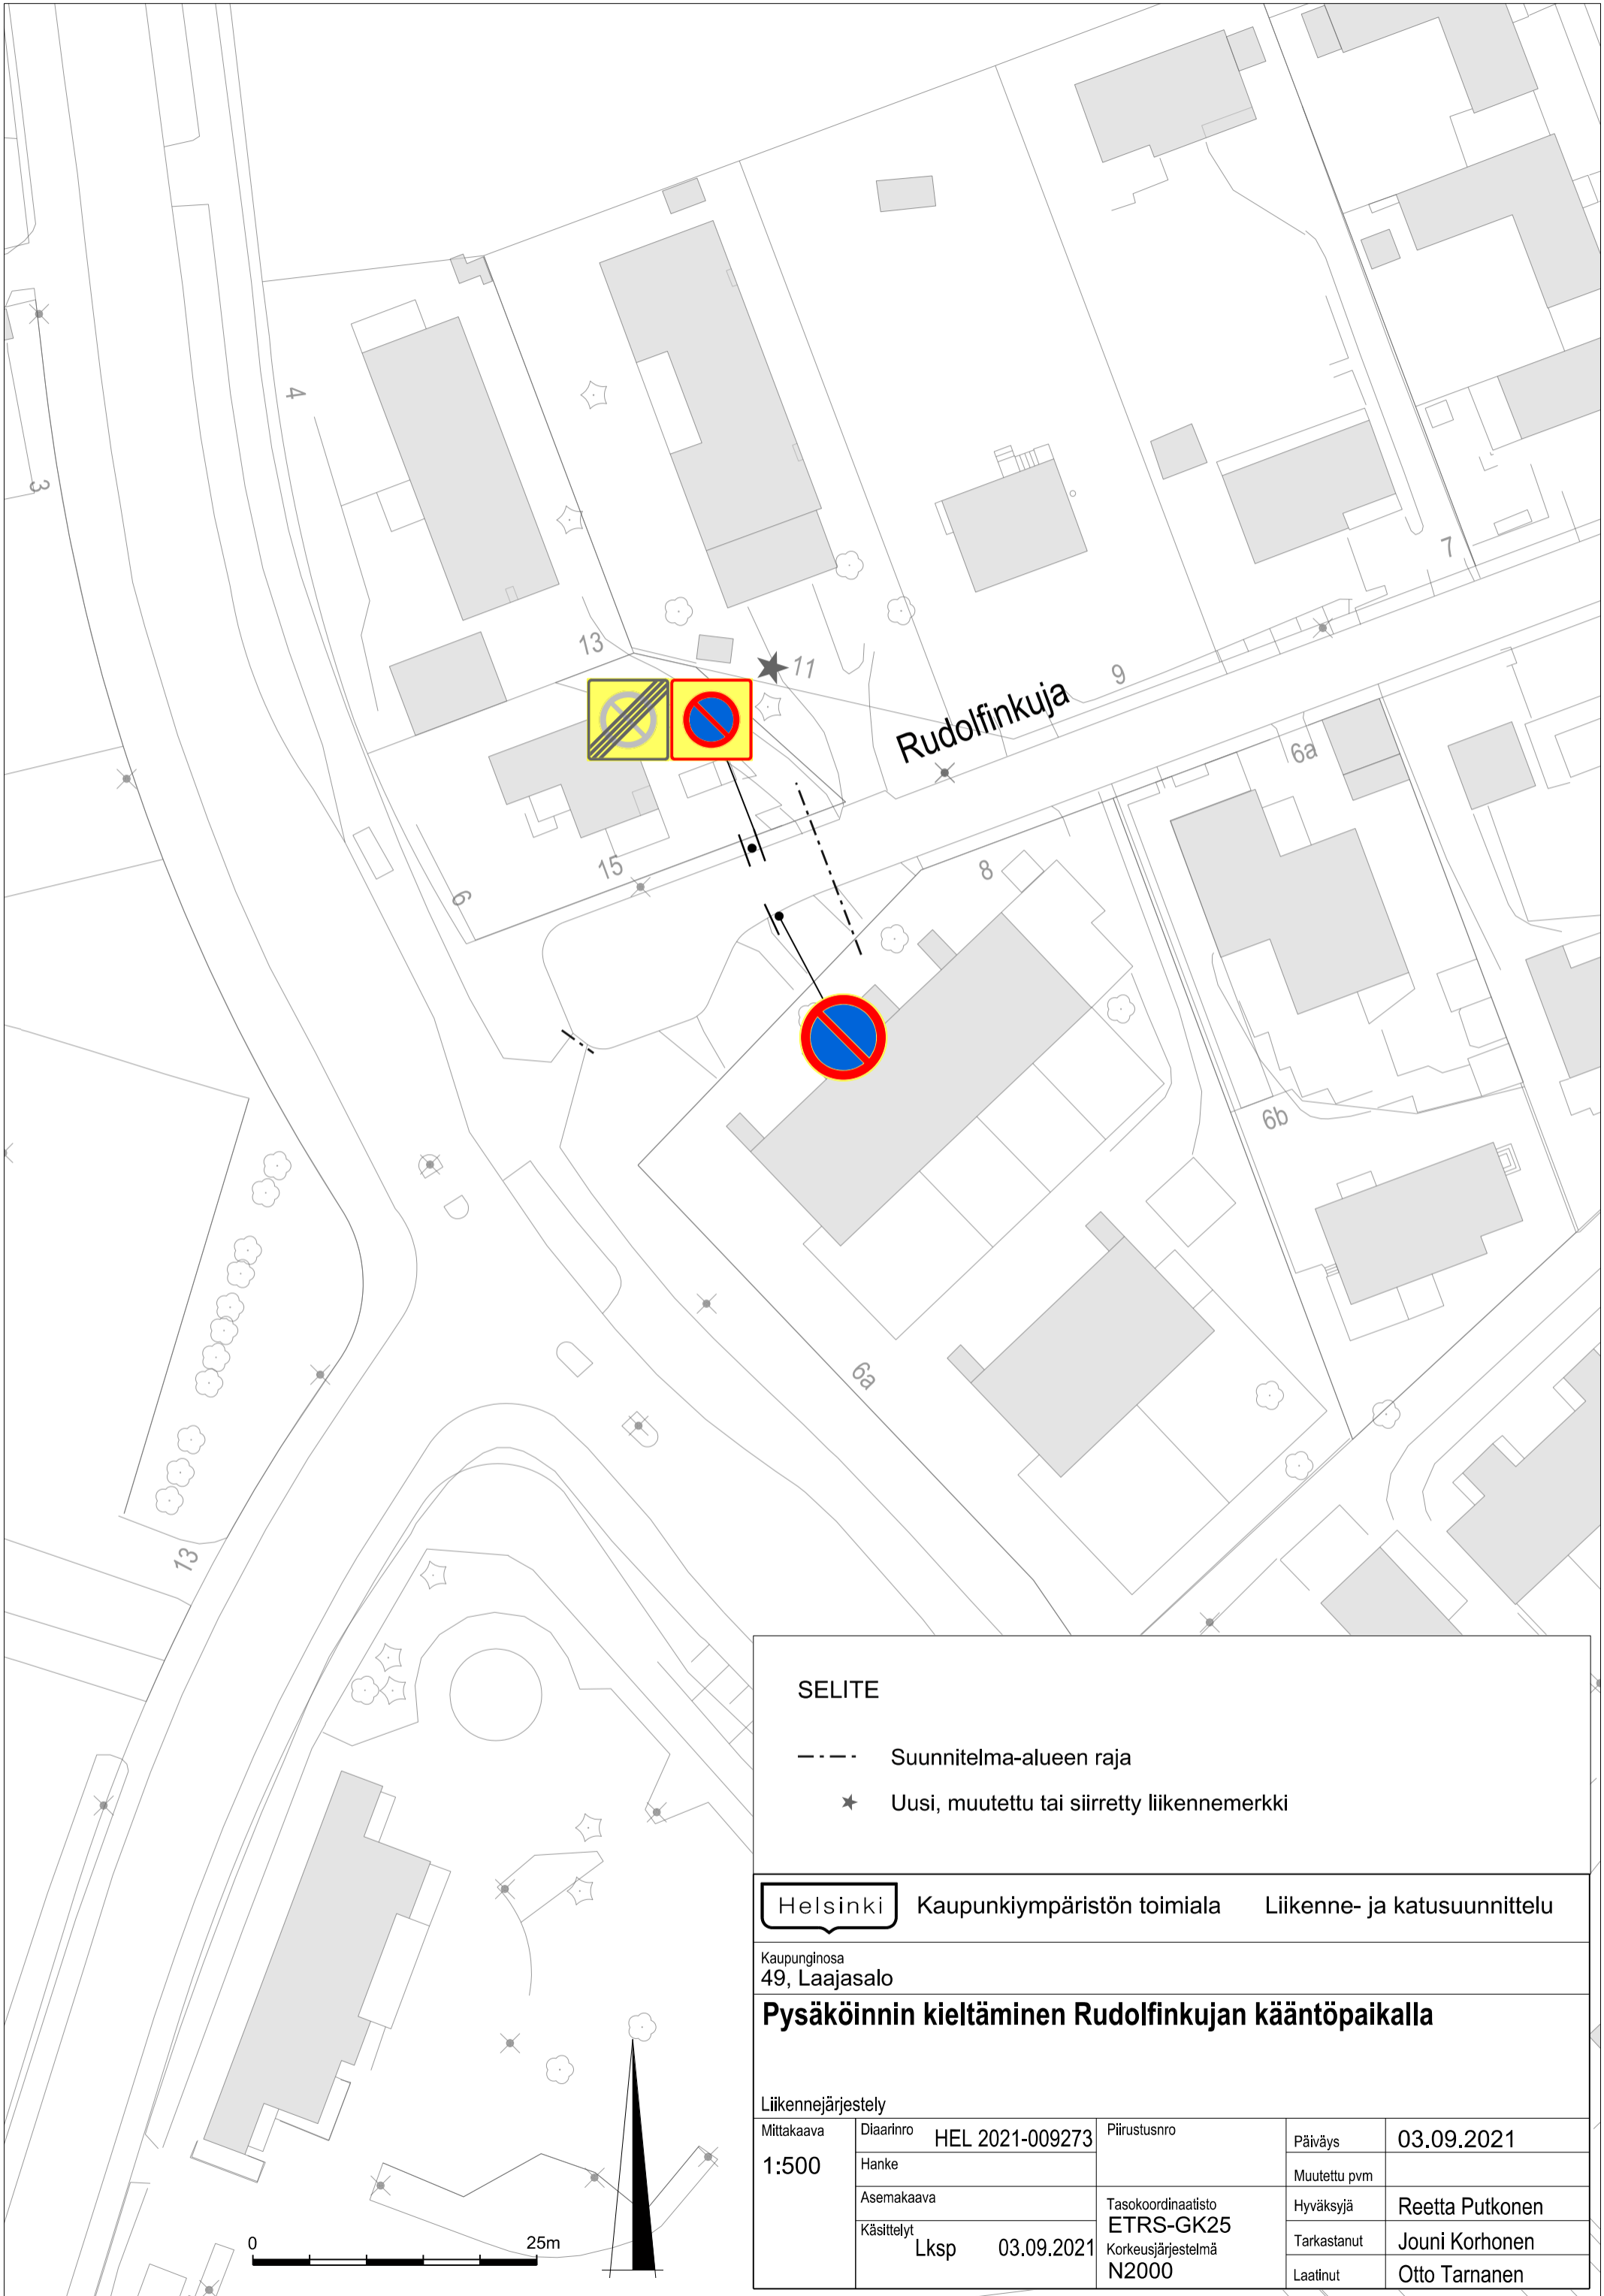 4
3
7
13
11
9
Rudolfinkuja
6a
15
8
6
6b
6a
13
SELITE
Suunnitelma-alueen raja
Uusi, muutettu tai siirretty liikennemerkki
Helsinki Kaupunkiympäristön toimiala Liikenne- ja katusuunnittelu
Kaupunginosa
49, Laajasalo
Pysäköinnin kieltäminen Rudolfinkujan kääntöpaikalla
Liikennejärjestely
Mittakaava
1:500
Diaarinro HEL 2021-009273
Hanke
Asemakaava
Käsittelyt
Lksp 03.09.2021
Piirustusnro
Tasokoordinaatisto
ETRS-GK25
Korkeusjärjestelmä
N2000
Päiväys 03.09.2021
Muutettu pvm
Hyväksyjä Reetta Putkonen
Tarkastanut Jouni Korhonen
Laatinut Otto Tarnanen
0 25m